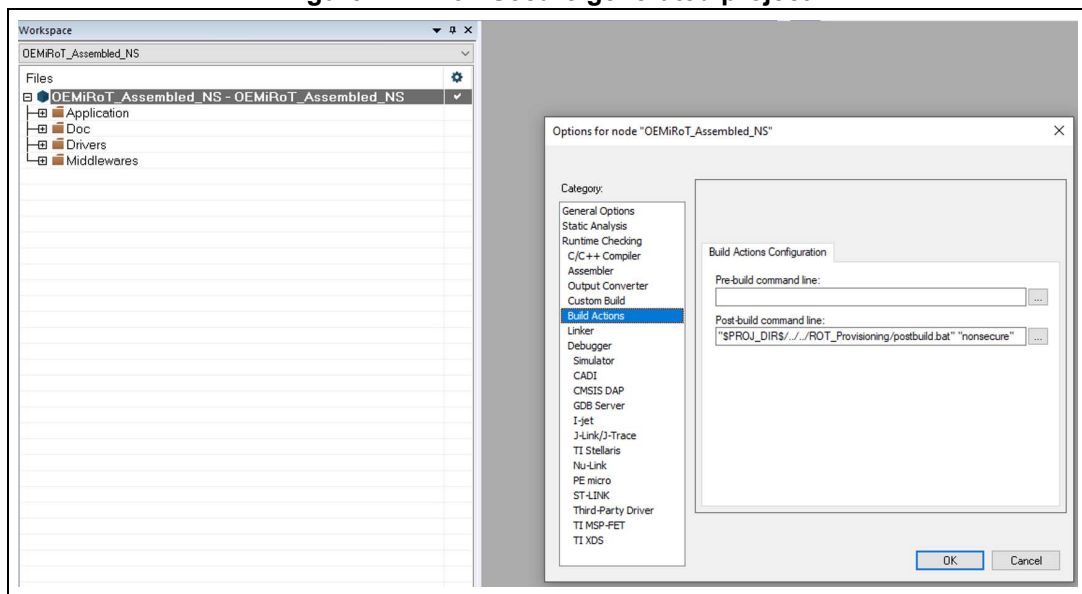 Workspace
OEMiRoT_Assembled_NS
Files
OEMiRoT_Assembled_NS - OEMiRoT_Assembled_NS
Application
Doc
Drivers
Middlewares
Options for node "OEMiRoT_Assembled_NS"
Category:
General Options
Static Analysis
Runtime Checking
C/C++ Compiler
Assembler
Output Converter
Custom Build
Build Actions
Linker
Debugger
Simulator
CADI
CMSIS DAP
GDB Server
I-jet
J-Link/J-Trace
TI Stellaris
Nu-Link
PE micro
ST-LINK
Third-Party Driver
TI MSP-FET
TI XDS
Build Actions Configuration
Pre-build command line:
...
Post-build command line:
"$PROJ_DIR$/../../ROT_Provisioning/postbuild.bat" "nonsecure"
...
OK
Cancel